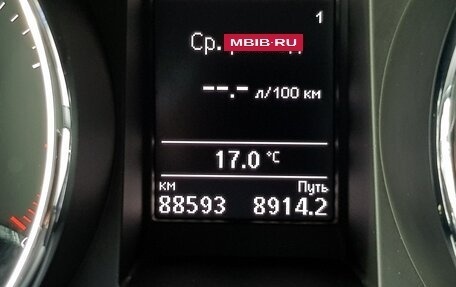 1
Ср.
MBIB.RU
--.- л/100 км
17.0 °C
км Путь
88593 8914.2